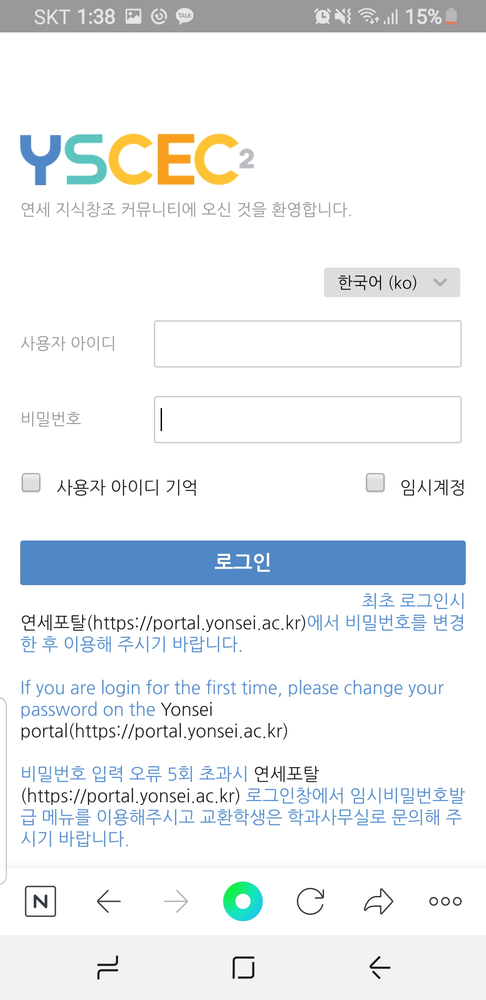 SKT 1:38 TALK 15%
YSCEC2
연세 지식창조 커뮤니티에 오신 것을 환영합니다.
한국어 (ko)
사용자 아이디
비밀번호
사용자 아이디 기억 임시계정
로그인
최초 로그인시
연세포탈(https://portal.yonsei.ac.kr)에서 비밀번호를 변경
한 후 이용해 주시기 바랍니다.
If you are login for the first time, please change your
password on the Yonsei
portal(https://portal.yonsei.ac.kr)
비밀번호 입력 오류 5회 초과시 연세포탈
(https://portal.yonsei.ac.kr) 로그인창에서 임시비밀번호발
급 메뉴를 이용해주시고 교환학생은 학과사무실로 문의해 주
시기 바랍니다.
N